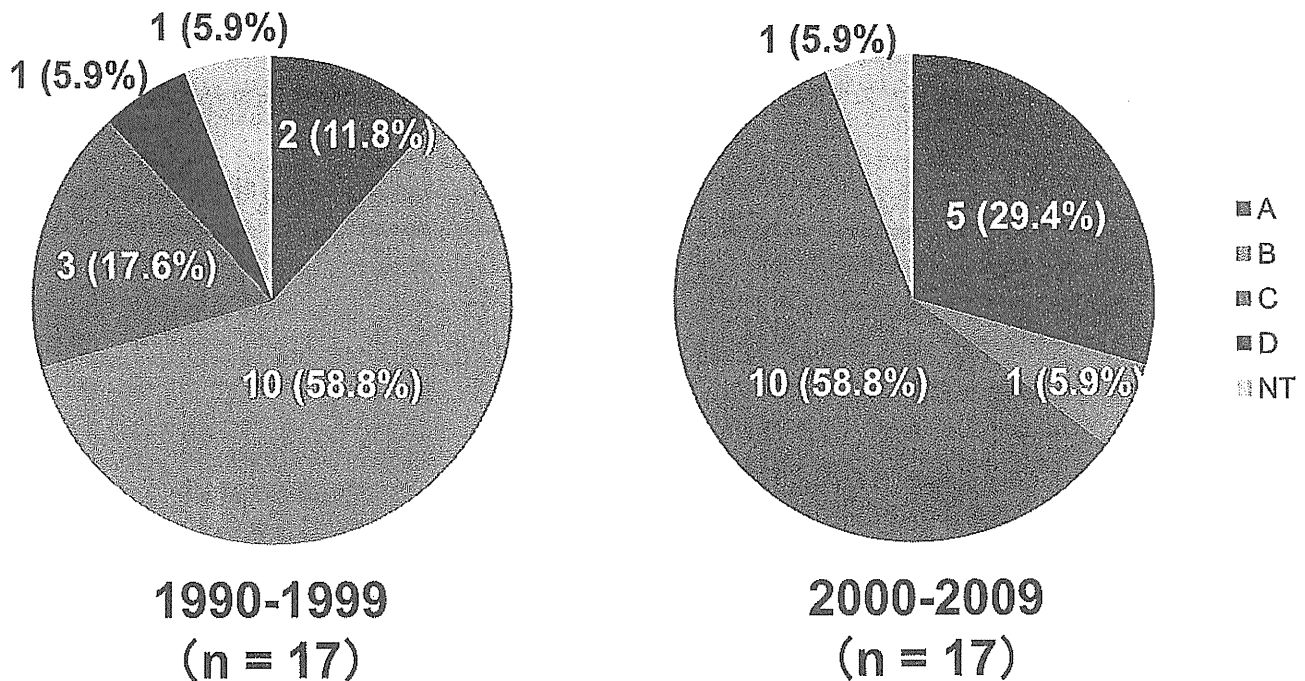 1 (5.9%)
1 (5.9%)
2 (11.8%)
3 (17.6%)
10 (58.8%)
1990-1999
(n = 17)
1 (5.9%)
5 (29.4%)
10 (58.8%)
1 (5.9%)
2000-2009
(n = 17)
A
B
C
D
NT